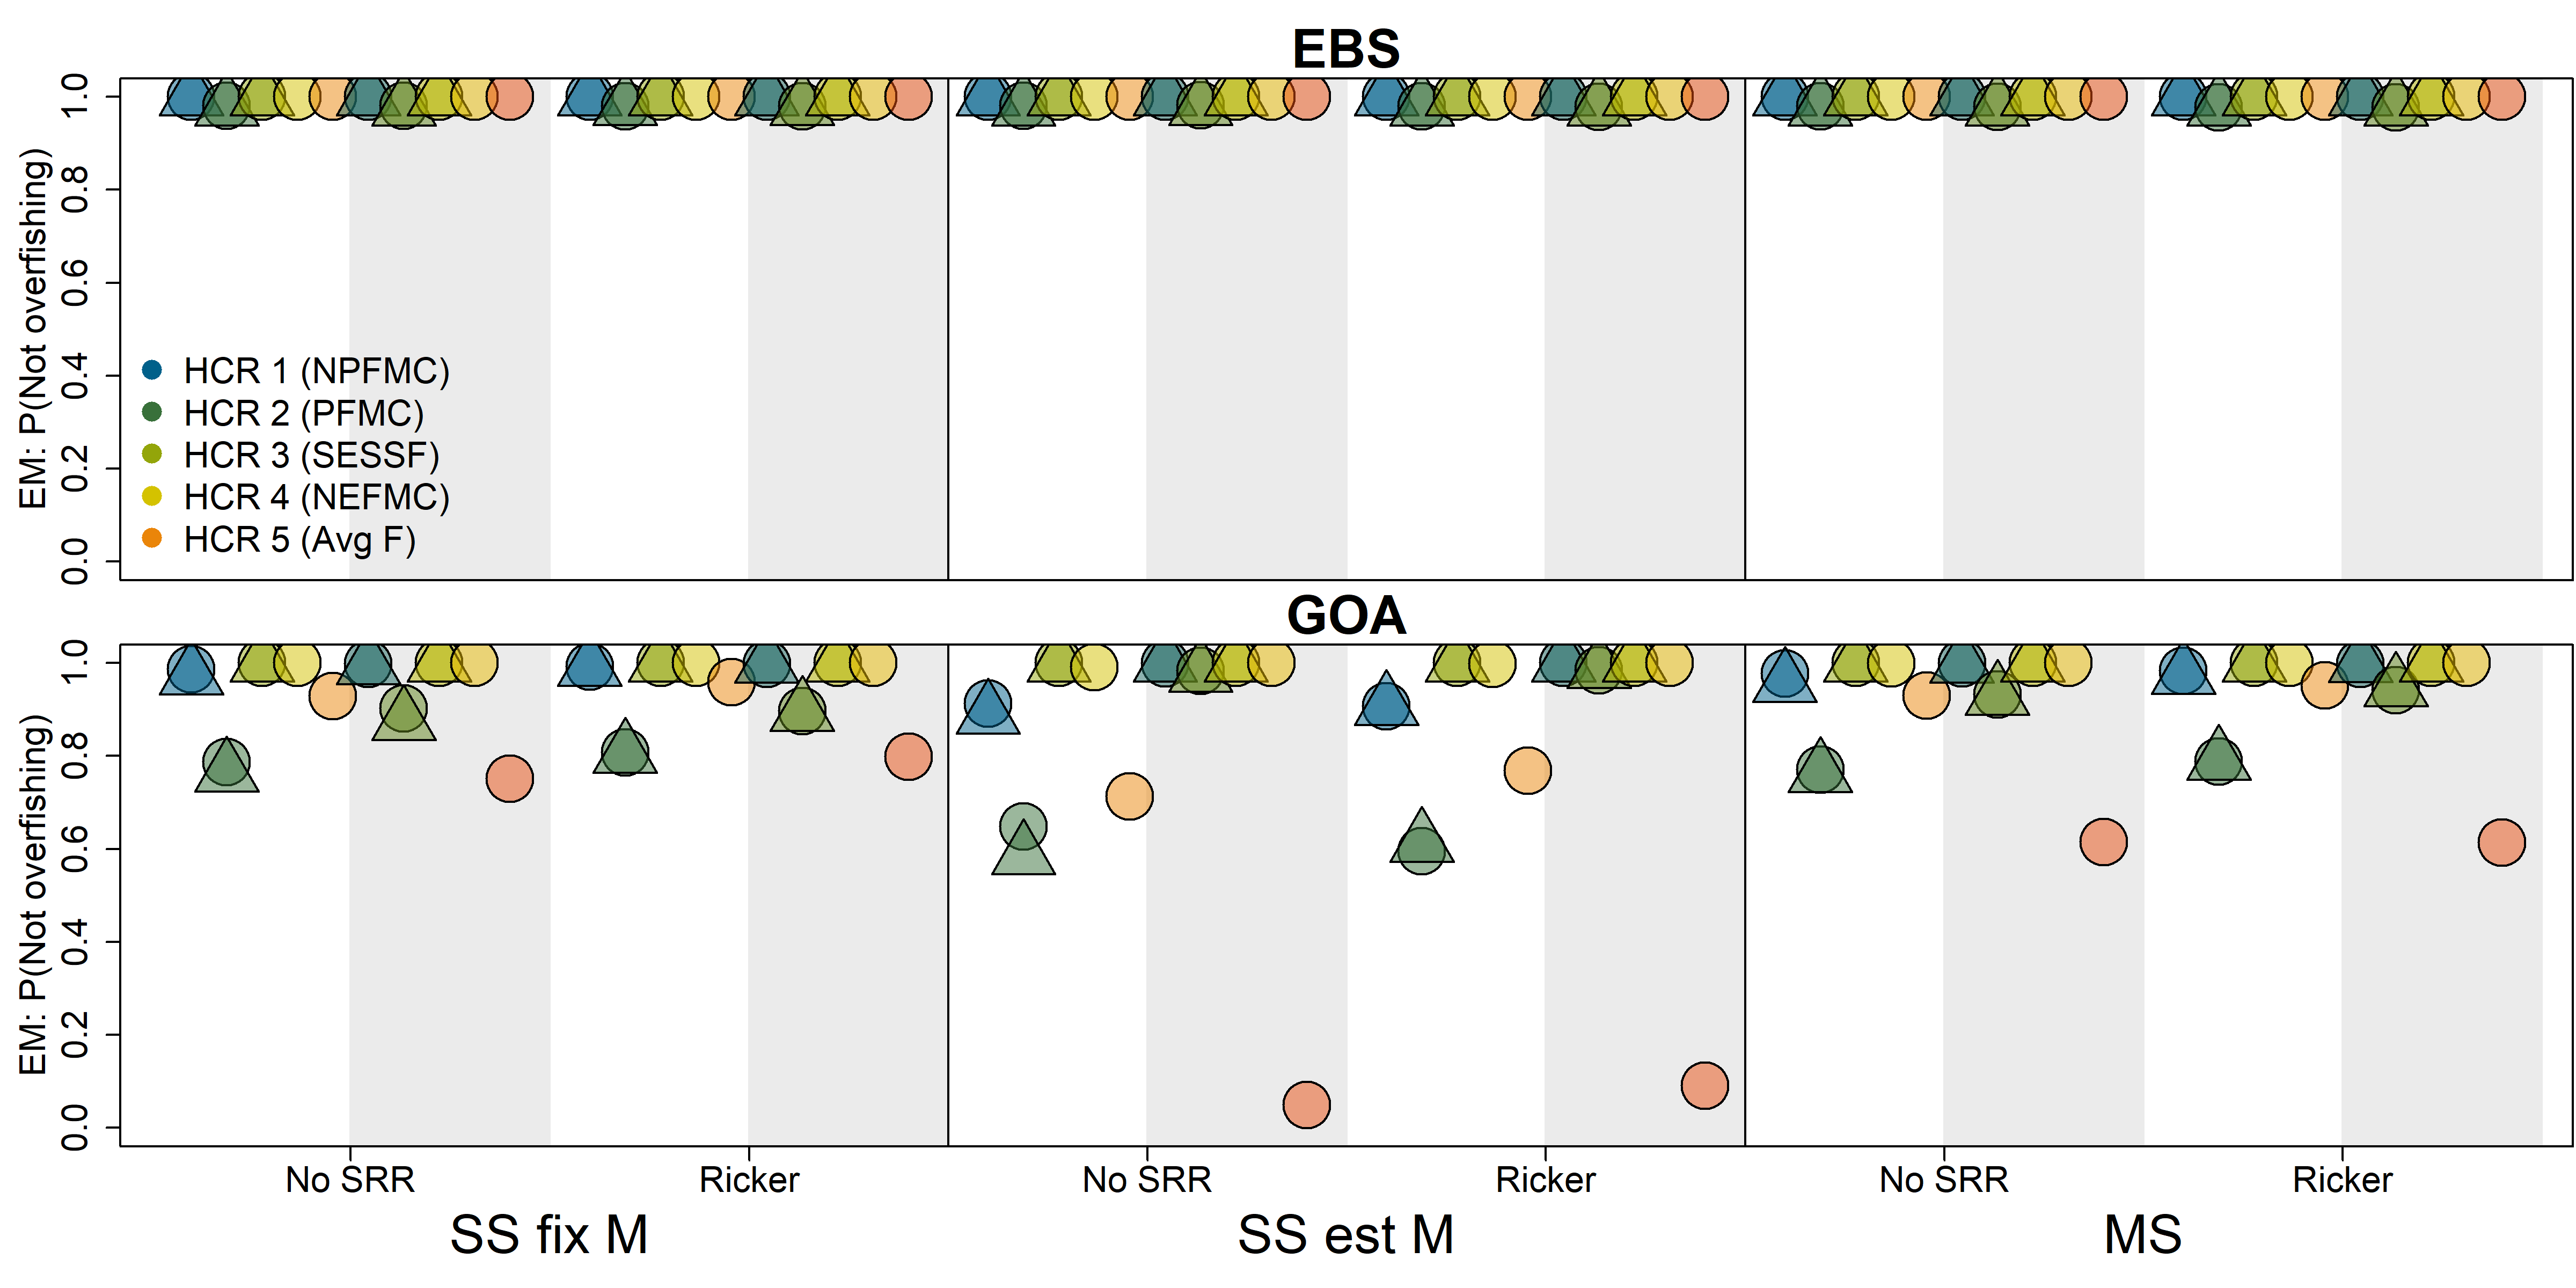 EBS
EM: P(Not overfishing)
1.0
0.8
0.6
0.4
0.2
0.0
HCR 1 (NPFMC)
HCR 2 (PFMC)
HCR 3 (SESSF)
HCR 4 (NEFMC)
HCR 5 (Avg F)
GOA
EM: P(Not overfishing)
1.0
0.8
0.6
0.4
0.2
0.0
No SRR Ricker No SRR Ricker No SRR Ricker
SS fix M SS est M MS